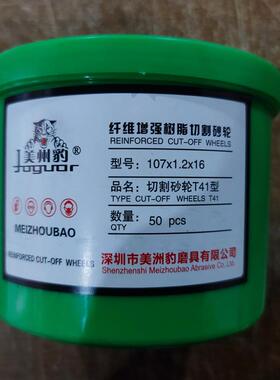 美州豹
Jaguar
MEIZHOUBAO
REINFORCED CUT-OFF WHEELS
纤维增强树脂切割砂轮
REINFORCED CUT-OFF WHEELS
型号：107x1.2x16
品名：切割砂轮T41型
TYPE CUT-OFF WHEELS T41
数量：50 pcs
QTY
深圳市美洲豹磨具有限公司
Shenzhenshi Meizhoubao Abrasive Co., Ltd